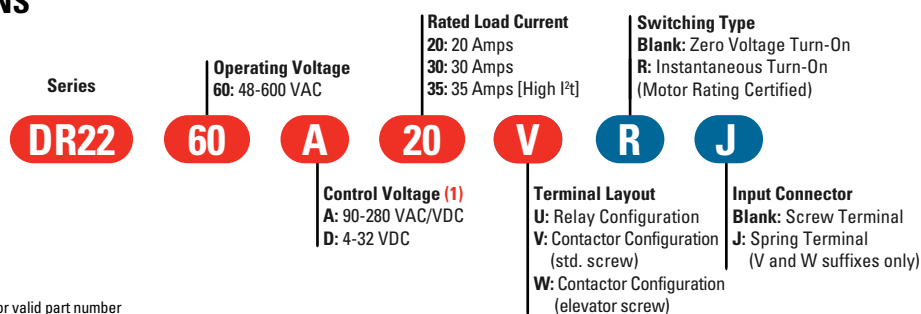 NS
Series
Operating Voltage
60: 48-600 VAC
Rated Load Current
20: 20 Amps
30: 30 Amps
35: 35 Amps [High I²t]
Switching Type
Blank: Zero Voltage Turn-On
R: Instantaneous Turn-On
(Motor Rating Certified)
DR22 60 A 20 V R J
Control Voltage (1)
A: 90-280 VAC/VDC
D: 4-32 VDC
Terminal Layout
U: Relay Configuration
V: Contactor Configuration
(std. screw)
W: Contactor Configuration
(elevator screw)
Input Connector
Blank: Screw Terminal
J: Spring Terminal
(V and W suffixes only)
or valid part number